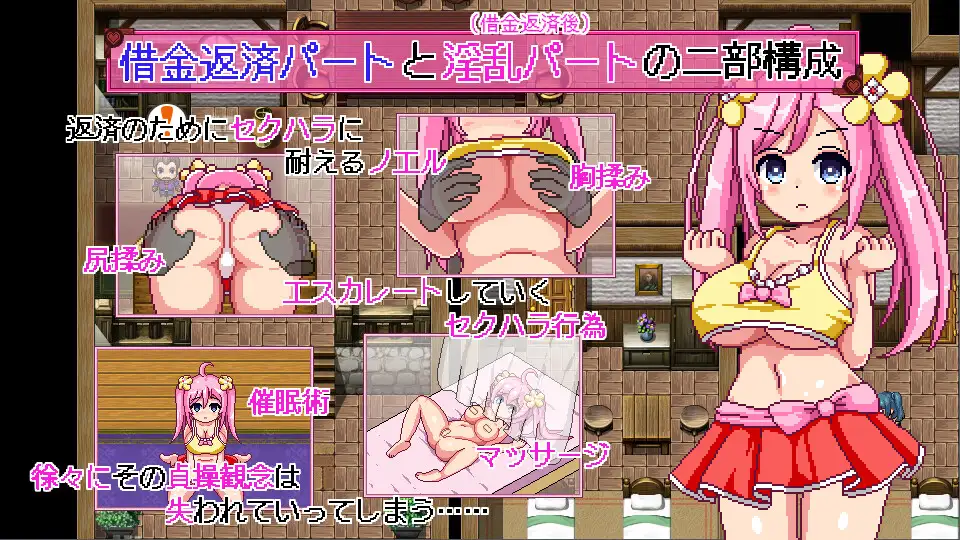 (借金返済後)
借金返済パートと淫乱パートの二部構成
返済のためにセクハラに
耐えるノエル
胸揉み
尻揉み
エスカレートしていく
セクハラ行為
催眠術
マッサージ
徐々にその貞操観念は
失われていってしまう……